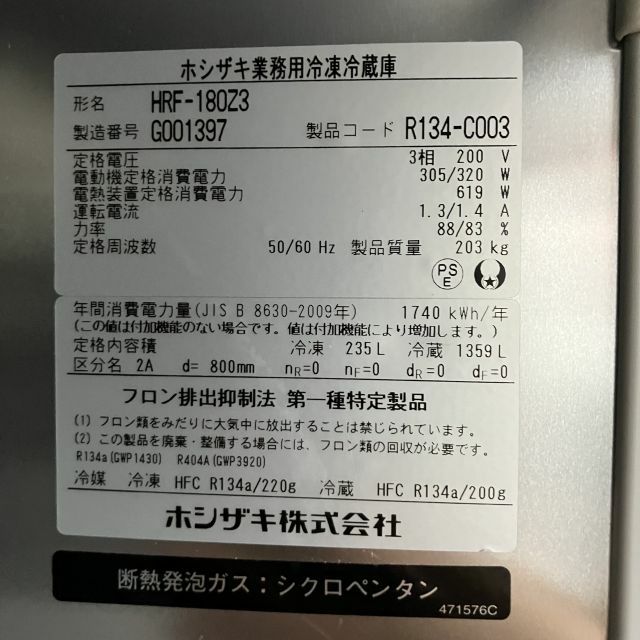 ホシザキ業務用冷凍冷蔵庫
形名 HRF-180Z3
製造番号 G001397 製品コード R134-C003
定格電圧 3相 200 V
電動機定格消費電力 305/320 W
電熱装置定格消費電力 619 W
運転電流 1.3/1.4 A
力率 88/83 %
定格周波数 50/60 Hz 製品質量 203 kg
PS E
年間消費電力量(JIS B 8630-2009年) 1740 kWh/年
(この値は付加機能のない場合です。値は付加機能により増加します。)
定格内容積 冷凍 235 L 冷蔵 1359 L
区分名 2A d= 800mm nR=0 nF=0 dR=0 dF=0
フロン排出抑制法 第一種特定製品
(1) フロン類をみだりに大気中に放出することは禁じられています。
(2) この製品を廃棄・整備する場合には、フロン類の回収が必要です。
R134a(GWP1430) R404A(GWP3920)
冷媒 冷凍 HFC R134a/220g 冷蔵 HFC R134a/200g
ホシザキ株式会社
断熱発泡ガス：シクロペンタン
471576C